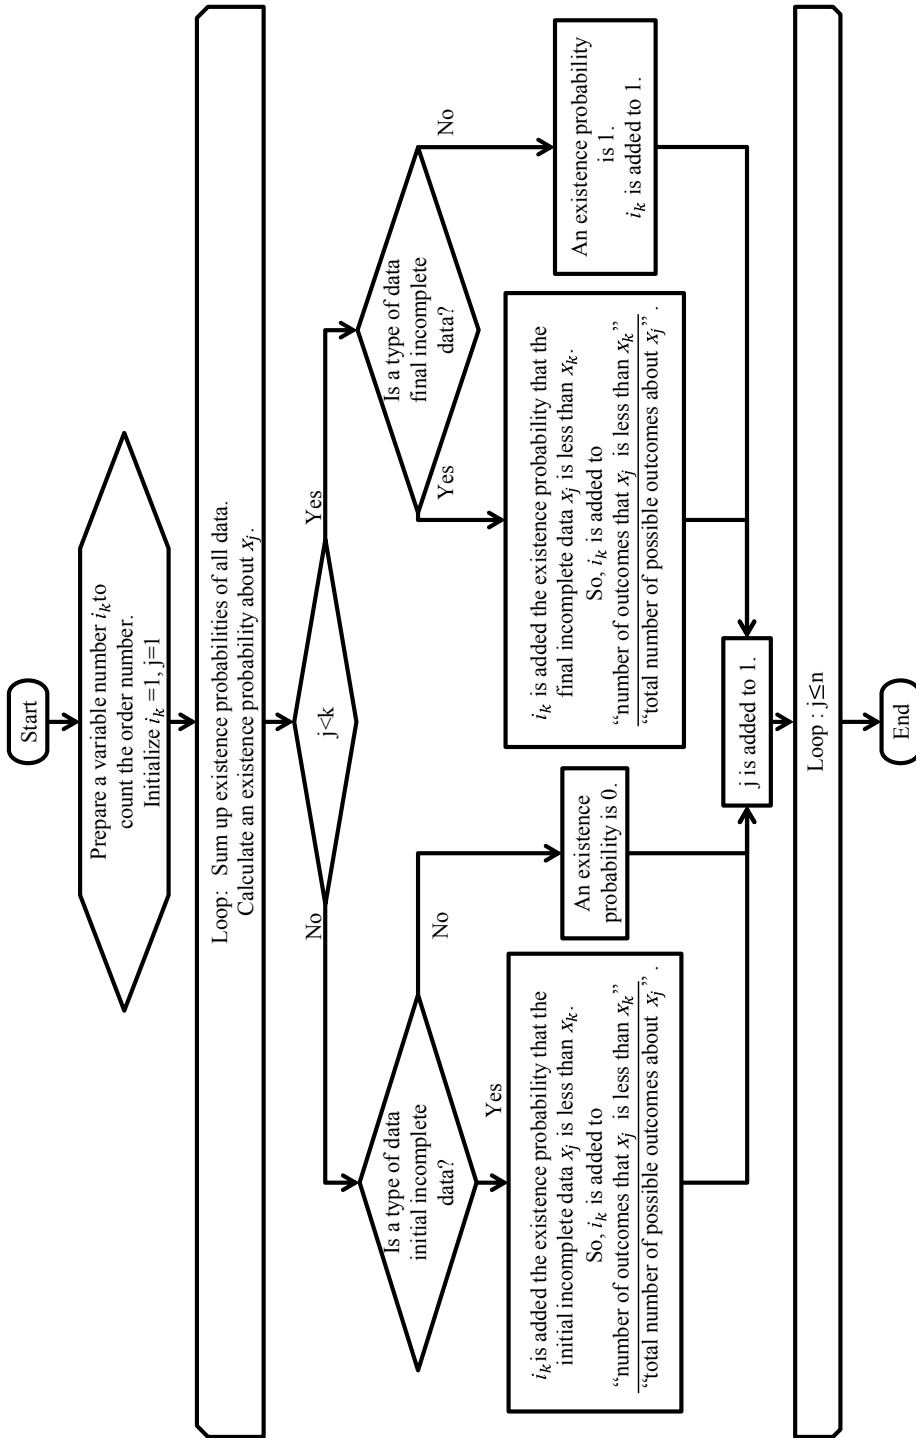 Start
Prepare a variable number i_k to
count the order number.
Initialize i_k =1, j=1
Loop: Sum up existence probabilities of all data.
Calculate an existence probability about x_j.
j<k
No
Yes
Is a type of data
initial incomplete
data?
No
Yes
Is a type of data
final incomplete
data?
Yes
No
i_k is added the existence probability that the
initial incomplete data x_j is less than x_k.
So, i_k is added to
“number of outcomes that x_j is less than x_k”
“total number of possible outcomes about x_j” .
An existence
probability is 0.
i_k is added the existence probability that the
final incomplete data x_j is less than x_k.
So, i_k is added to
“number of outcomes that x_j is less than x_k”
“total number of possible outcomes about x_j” .
An existence probability
is 1.
i_k is added to 1.
j is added to 1.
Loop : j≤n
End